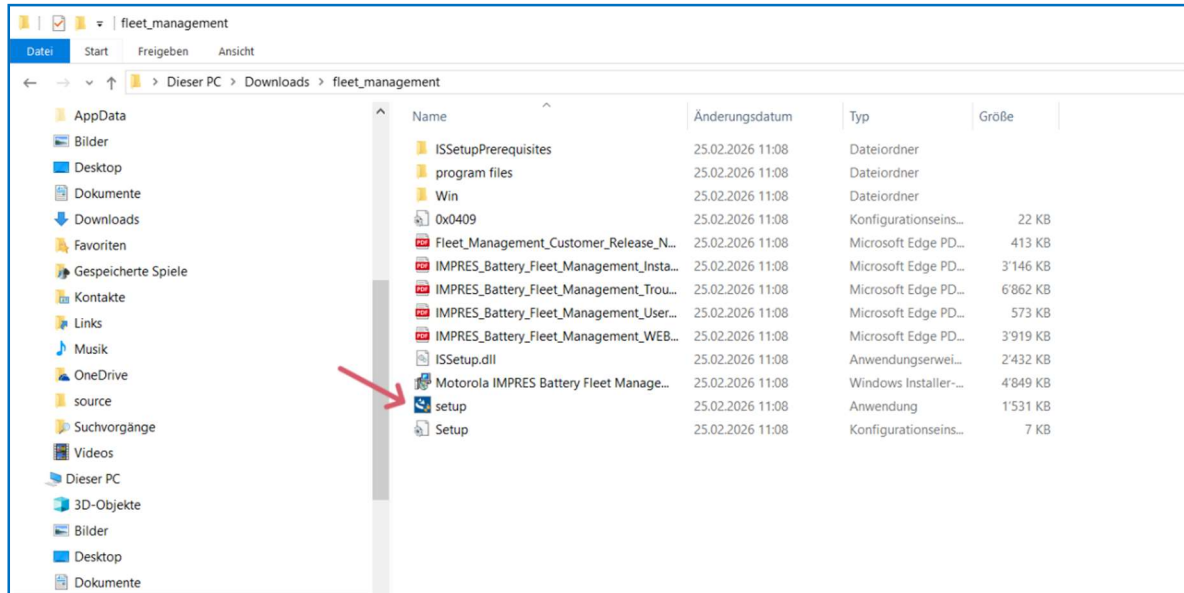 fleet_management
Datei Start Freigeben Ansicht
Dieser PC > Downloads > fleet_management
AppData
Bilder
Desktop
Dokumente
Downloads
Favoriten
Gespeicherte Spiele
Kontakte
Links
Musik
OneDrive
source
Suchvorgänge
Videos
Dieser PC
3D-Objekte
Bilder
Desktop
Dokumente
Name Änderungsdatum Typ Größe
ISSetupPrerequisites 25.02.2026 11:08 Dateiordner
program files 25.02.2026 11:08 Dateiordner
Win 25.02.2026 11:08 Dateiordner
0x0409 25.02.2026 11:08 Konfigurationseins... 22 KB
Fleet_Management_Customer_Release_N... 25.02.2026 11:08 Microsoft Edge PD... 413 KB
IMPRES_Battery_Fleet_Management_Insta... 25.02.2026 11:08 Microsoft Edge PD... 3'146 KB
IMPRES_Battery_Fleet_Management_Trou... 25.02.2026 11:08 Microsoft Edge PD... 6'862 KB
IMPRES_Battery_Fleet_Management_User... 25.02.2026 11:08 Microsoft Edge PD... 573 KB
IMPRES_Battery_Fleet_Management_WEB... 25.02.2026 11:08 Microsoft Edge PD... 3'919 KB
ISSetup.dll 25.02.2026 11:08 Anwendungserwei... 2'432 KB
Motorola IMPRES Battery Fleet Manage... 25.02.2026 11:08 Windows Installer-... 4'849 KB
setup 25.02.2026 11:08 Anwendung 1'531 KB
Setup 25.02.2026 11:08 Konfigurationseins... 7 KB